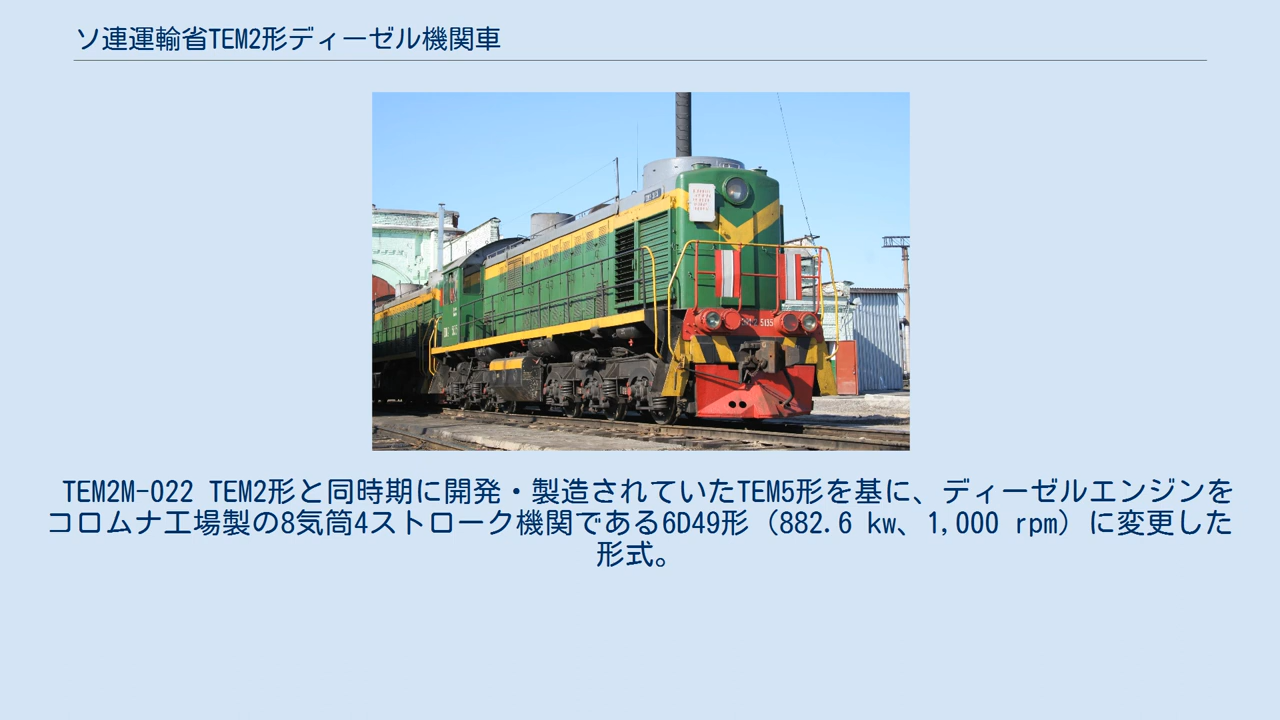 ソ連運輸省TEM2形ディーゼル機関車
TEM2M-022 TEM2形と同時期に開発・製造されていたTEM5形を基に、ディーゼルエンジンを
コロムナ工場製の8気筒4ストローク機関である6D49形（882.6 kw、1,000 rpm）に変更した
形式。